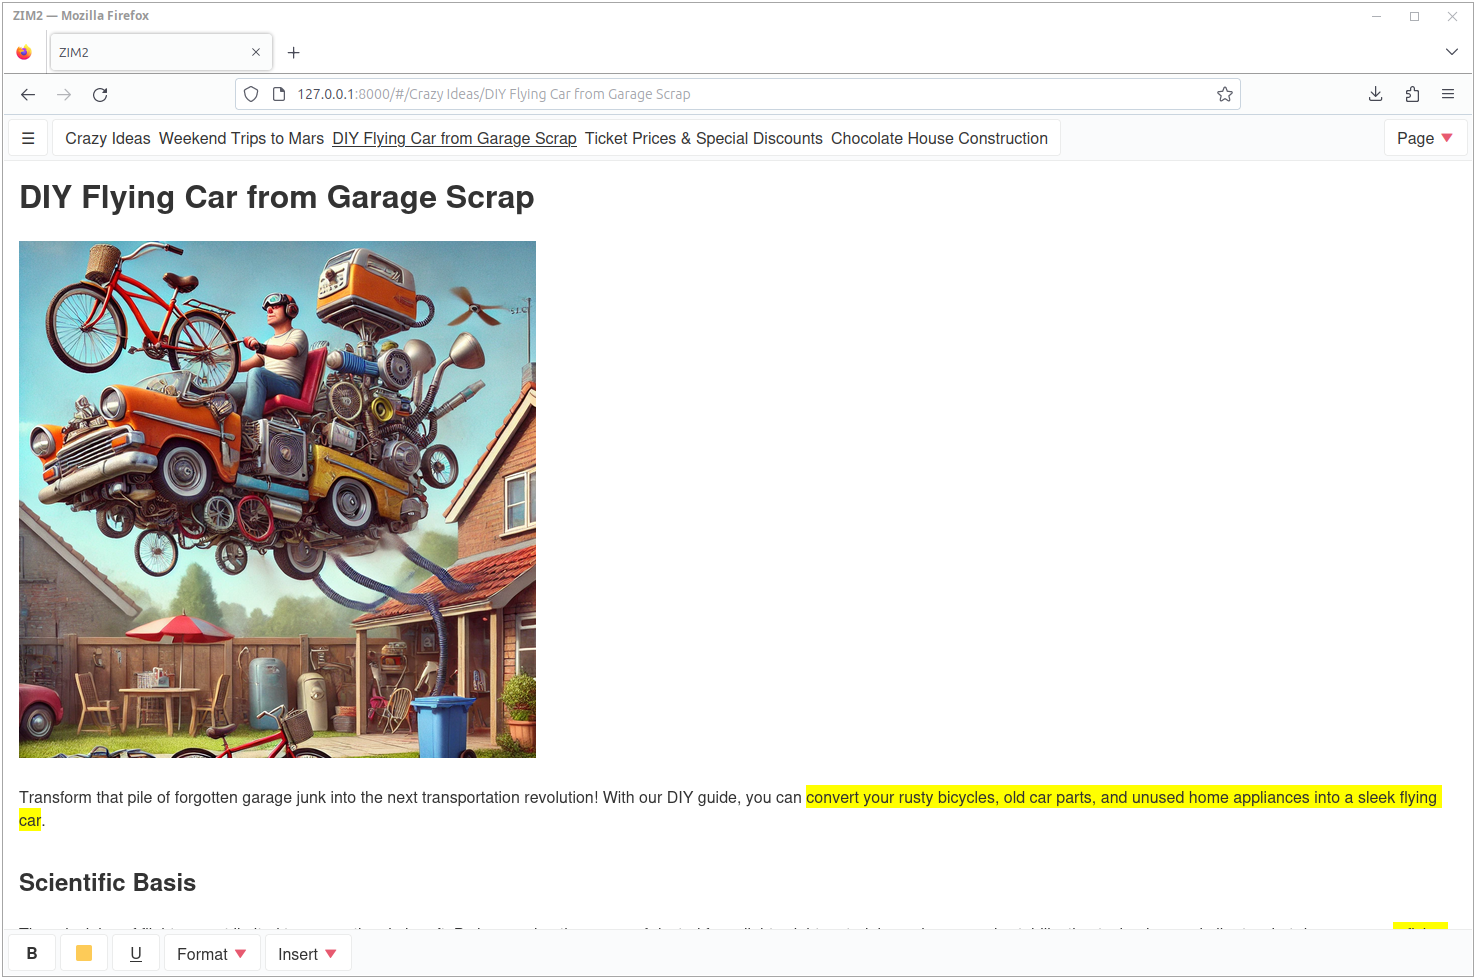 ZIM2 — Mozilla Firefox
ZIM2
127.0.0.1:8000/#/Crazy Ideas/DIY Flying Car from Garage Scrap
☰ Crazy Ideas Weekend Trips to Mars DIY Flying Car from Garage Scrap Ticket Prices & Special Discounts Chocolate House Construction Page
DIY Flying Car from Garage Scrap
Transform that pile of forgotten garage junk into the next transportation revolution! With our DIY guide, you can convert your rusty bicycles, old car parts, and unused home appliances into a sleek flying
car.
Scientific Basis
B U Format Insert